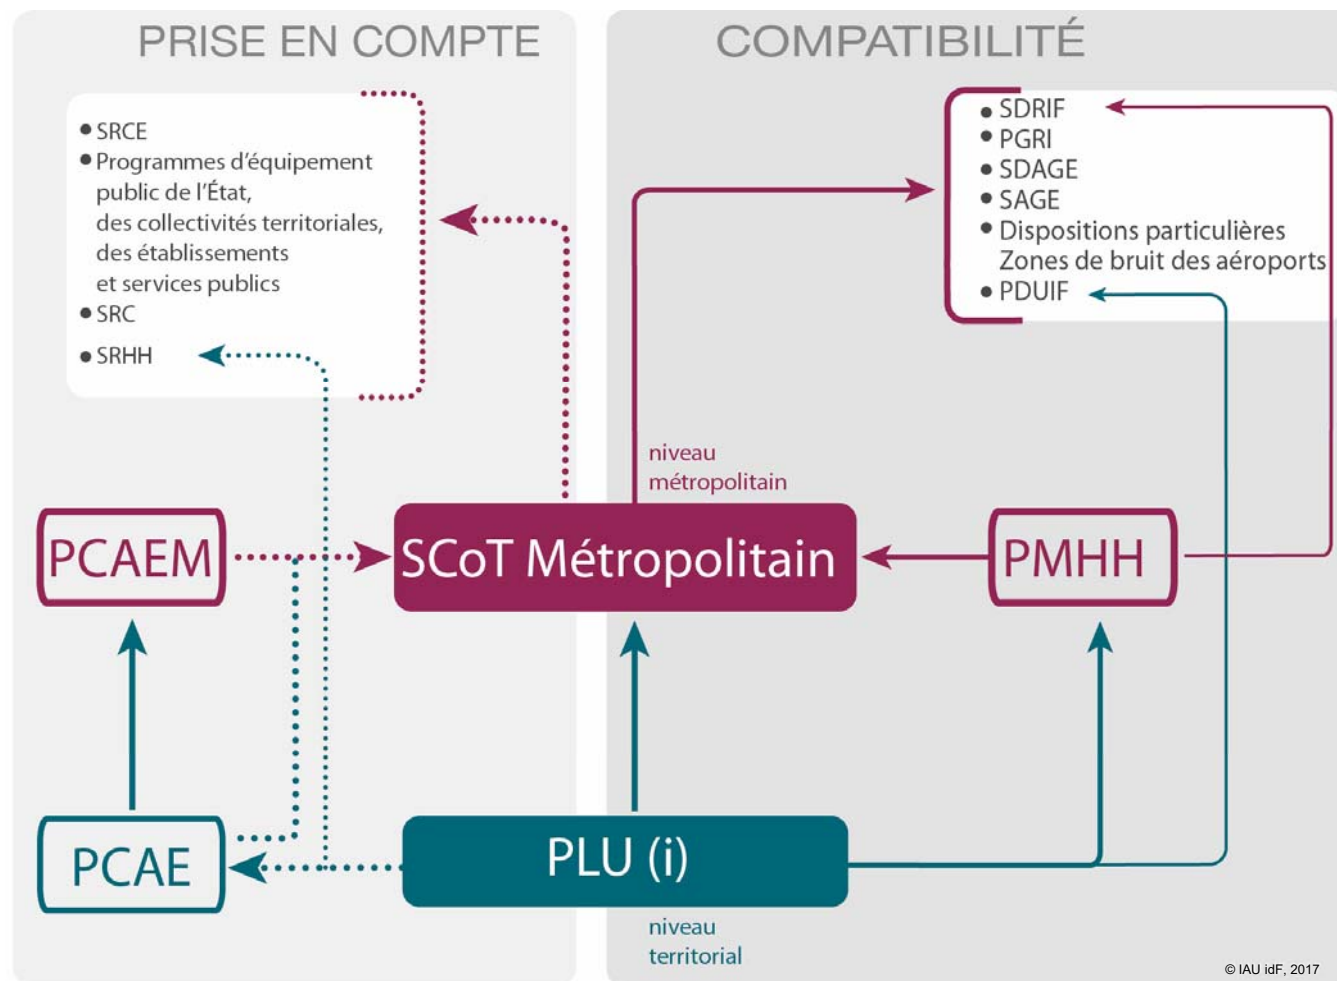 PRISE EN COMPTE
• SRCE
• Programmes d'équipement
public de l'État,
des collectivités territoriales,
des établissements
et services publics
• SRC
• SRHH
COMPATIBILITÉ
• SDRIF
• PGRI
• SDAGE
• SAGE
• Dispositions particulières
Zones de bruit des aéroports
• PDUIF
niveau
métropolitain
PCAEM
SCoT Métropolitain
PMHH
PCAE
PLU (i)
niveau
territorial
© IAU idF, 2017